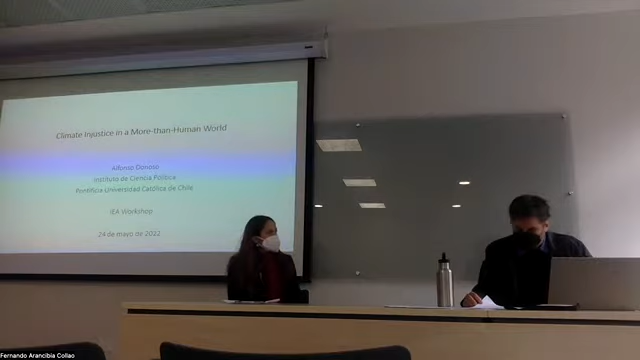 Climate Injustice in a More-than-Human World
Alfonso Donoso
Instituto de Ciencia Política
Pontificia Universidad Católica de Chile
IEA Workshop
24 de mayo de 2022
Fernando Arancibia Collao